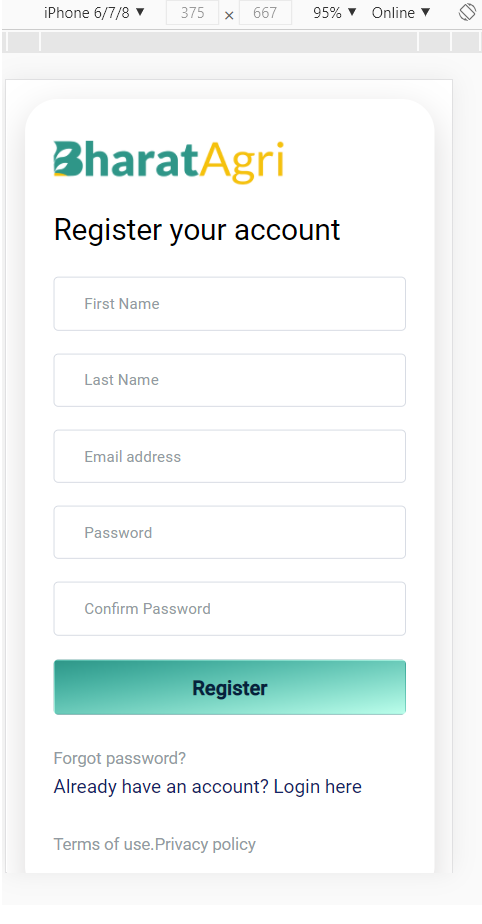 iPhone 6/7/8 ▼ 375 × 667 95% ▼ Online ▼
BharatAgri
Register your account
First Name
Last Name
Email address
Password
Confirm Password
Register
Forgot password?
Already have an account? Login here
Terms of use.Privacy policy